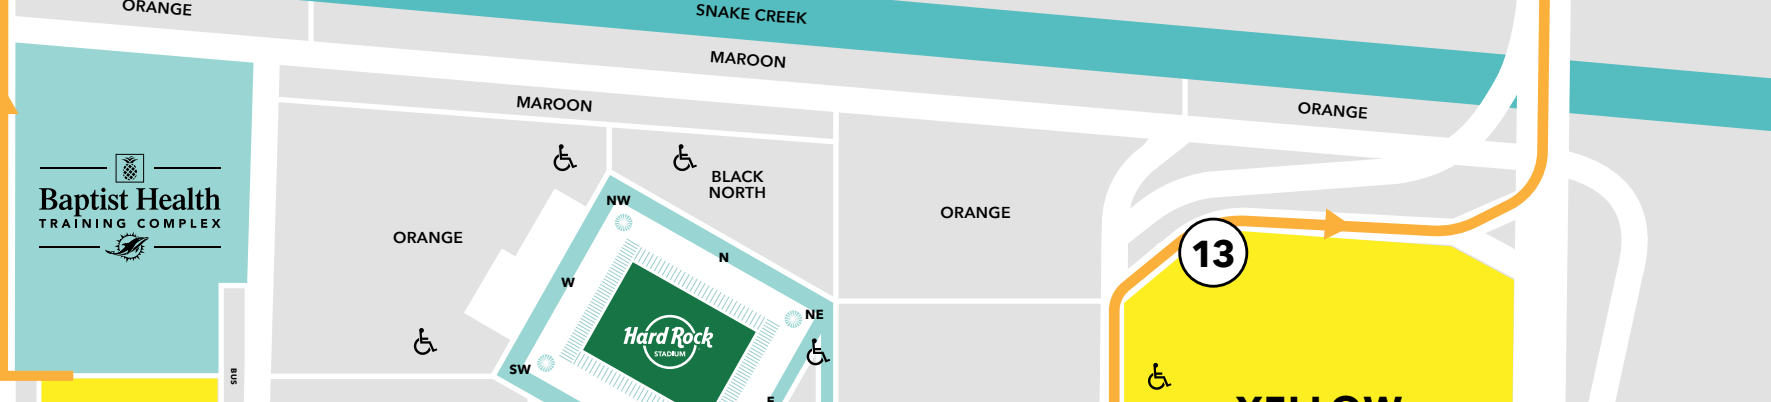 ORANGE
SNAKE CREEK
MAROON
MAROON
ORANGE
Baptist Health
TRAINING COMPLEX
BLACK
NORTH
NW
ORANGE
ORANGE
N
13
W
NE
Hard Rock
STADIUM
SW
BUS
E
YELLOW